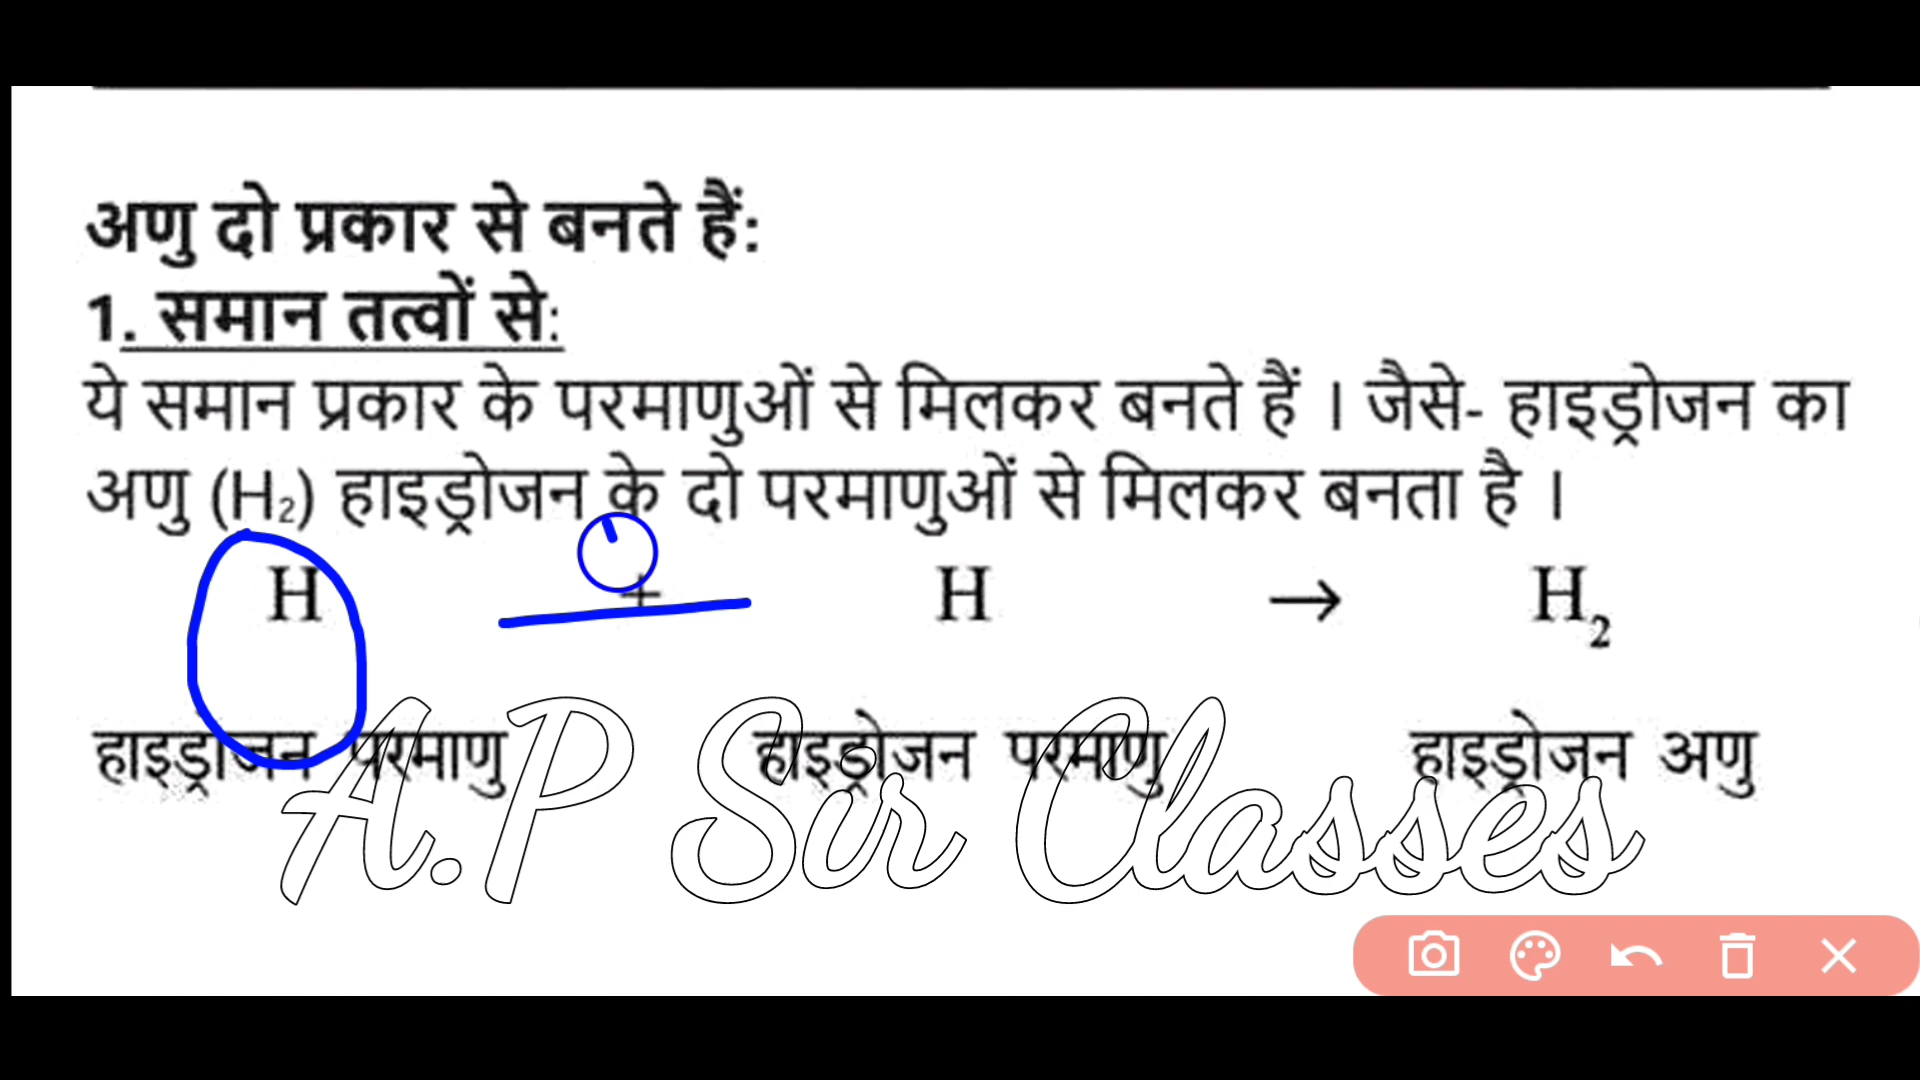 अणु दो प्रकार से बनते हैं:
1. समान तत्वों से:
ये समान प्रकार के परमाणुओं से मिलकर बनते हैं । जैसे- हाइड्रोजन का
अणु (H₂) हाइड्रोजन के दो परमाणुओं से मिलकर बनता है ।
H + H → H₂
हाइड्रोजन परमाणु हाइड्रोजन परमाणु हाइड्रोजन अणु
A.P Sir Classes